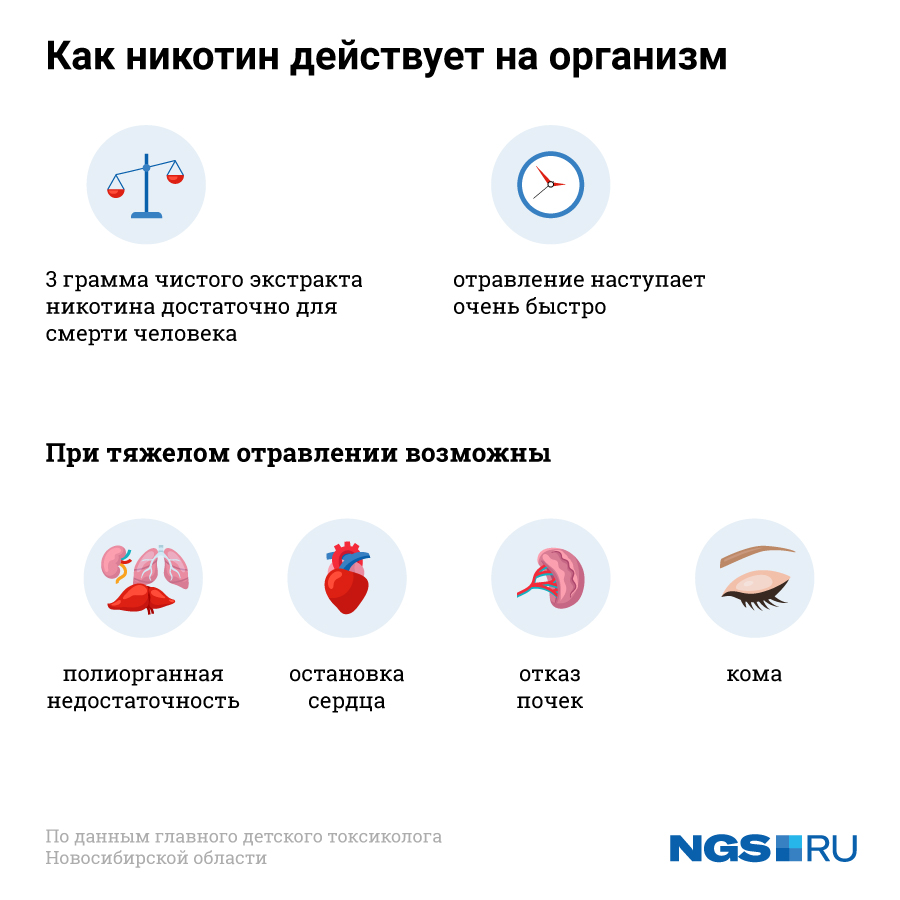 Как никотин действует на организм
3 грамма чистого экстракта
никотина достаточно для
смерти человека
отравление наступает
очень быстро
При тяжелом отравлении возможны
полиорганная
недостаточность
остановка
сердца
отказ
почек
кома
По данным главного детского токсиколога
Новосибирской области
NGS RU